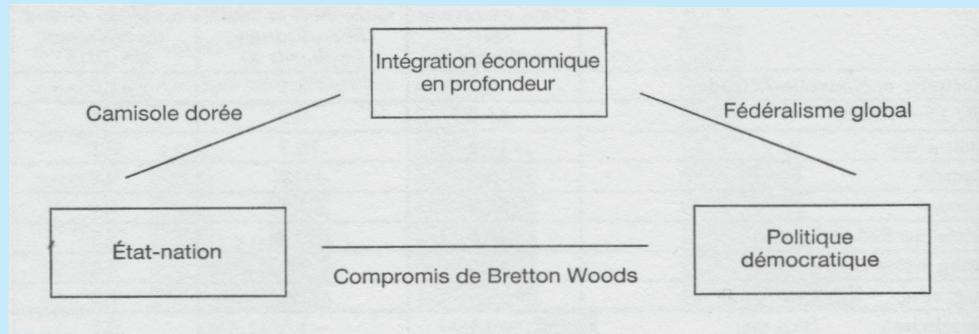 Intégration économique
en profondeur
Camisole dorée
Fédéralisme global
État-nation
Politique
démocratique
Compromis de Bretton Woods